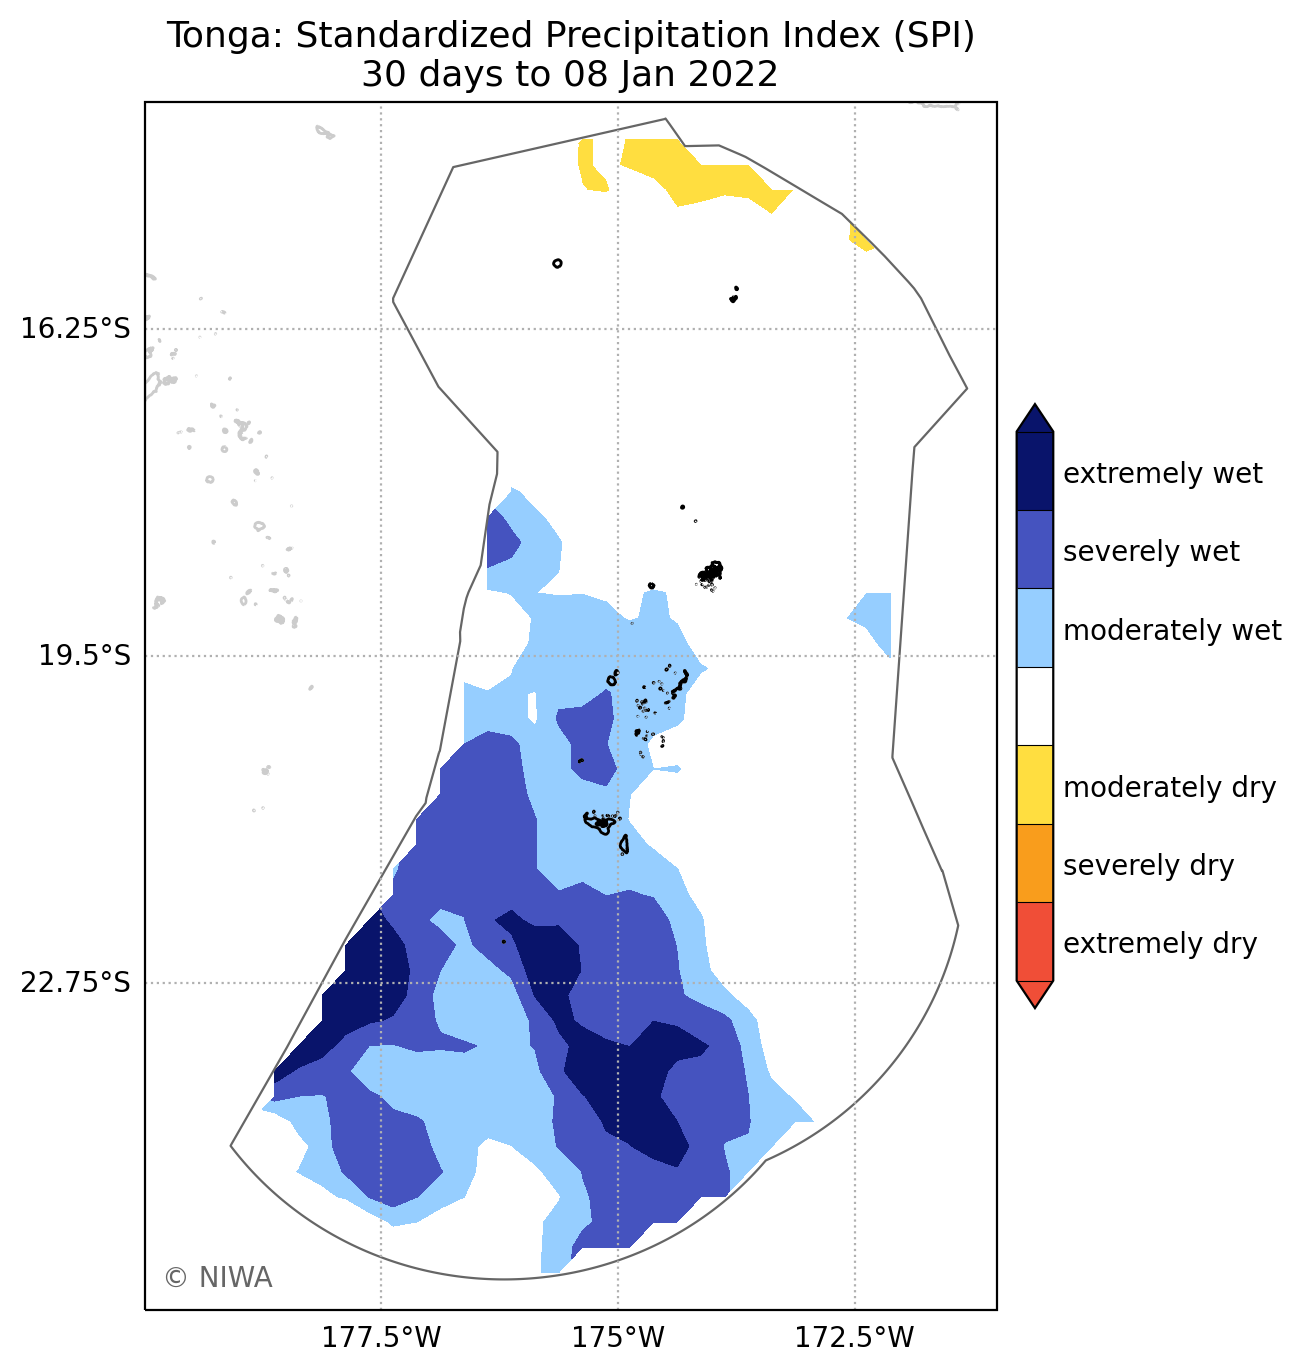 Tonga: Standardized Precipitation Index (SPI)
30 days to 08 Jan 2022
16.25°S
19.5°S
22.75°S
177.5°W
175°W
172.5°W
extremely wet
severely wet
moderately wet
moderately dry
severely dry
extremely dry
© NIWA